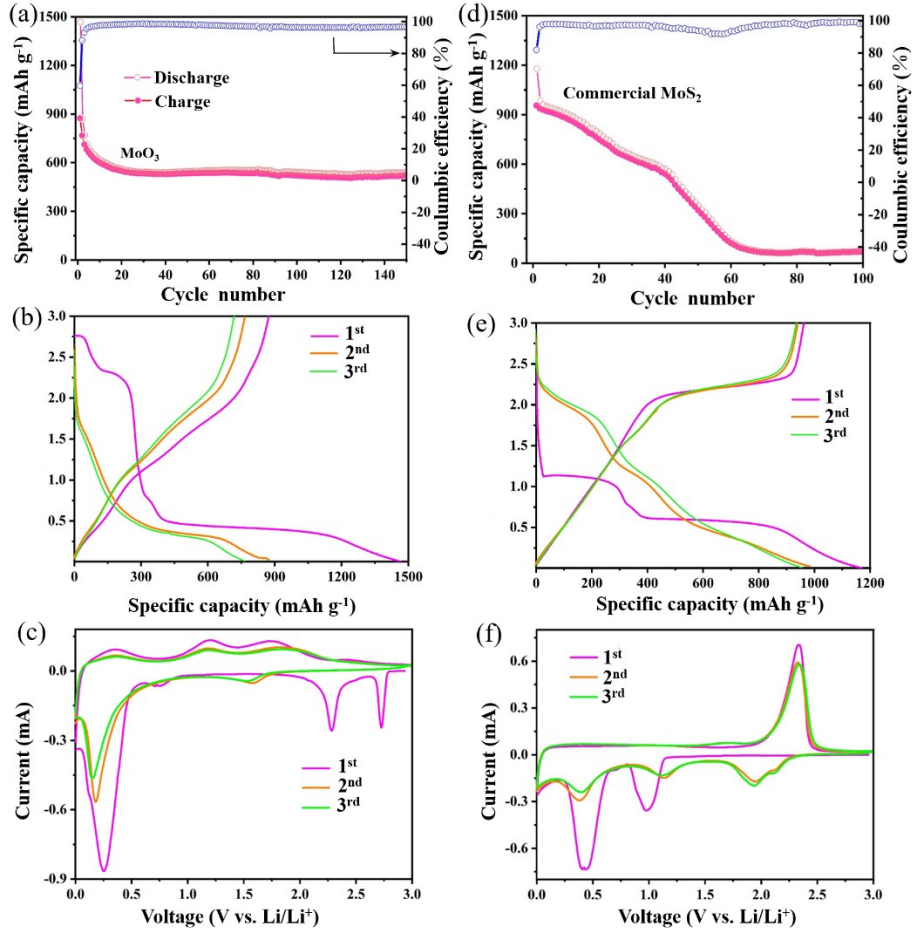 (a)
1500
1200
900
600
300
0
Specific capacity (mAh g⁻¹)
Discharge
Charge
MoO₃
100
80
60
40
20
0
-20
-40
Coulumbic efficiency (%)
0 20 40 60 80 100 120 140
Cycle number
(d)
1500
1200
900
600
300
0
Specific capacity (mAh g⁻¹)
Commercial MoS₂
100
80
60
40
20
0
-20
-40
Coulumbic efficiency (%)
0 20 40 60 80 100
Cycle number
(b)
3.0
2.5
2.0
1.5
1.0
0.5
1ˢᵗ
2ⁿᵈ
3ʳᵈ
0 300 600 900 1200 1500
Specific capacity (mAh g⁻¹)
(e)
3.0
2.5
2.0
1.5
1.0
0.5
1ˢᵗ
2ⁿᵈ
3ʳᵈ
0 200 400 600 800 1000 1200
Specific capacity (mAh g⁻¹)
(c)
0.0
-0.3
-0.6
-0.9
Current (mA)
1ˢᵗ
2ⁿᵈ
3ʳᵈ
0.0 0.5 1.0 1.5 2.0 2.5 3.0
Voltage (V vs. Li/Li⁺)
(f)
0.6
0.3
0.0
-0.3
-0.6
Current (mA)
1ˢᵗ
2ⁿᵈ
3ʳᵈ
0.0 0.5 1.0 1.5 2.0 2.5 3.0
Voltage (V vs. Li/Li⁺)